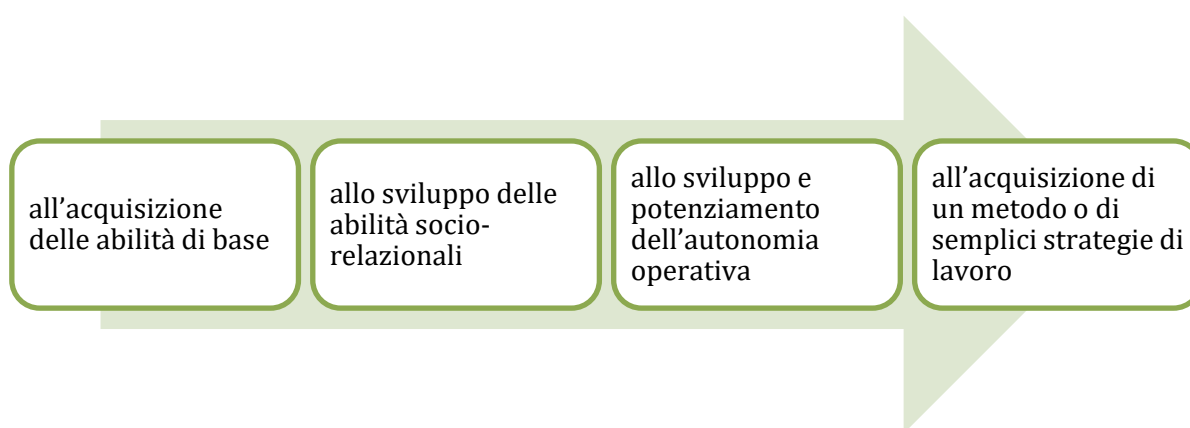 all’acquisizione
delle abilità di base
allo sviluppo delle
abilità socio-
relazionali
allo sviluppo e
potenziamento
dell’autonomia
operativa
all’acquisizione di
un metodo o di
semplici strategie di
lavoro